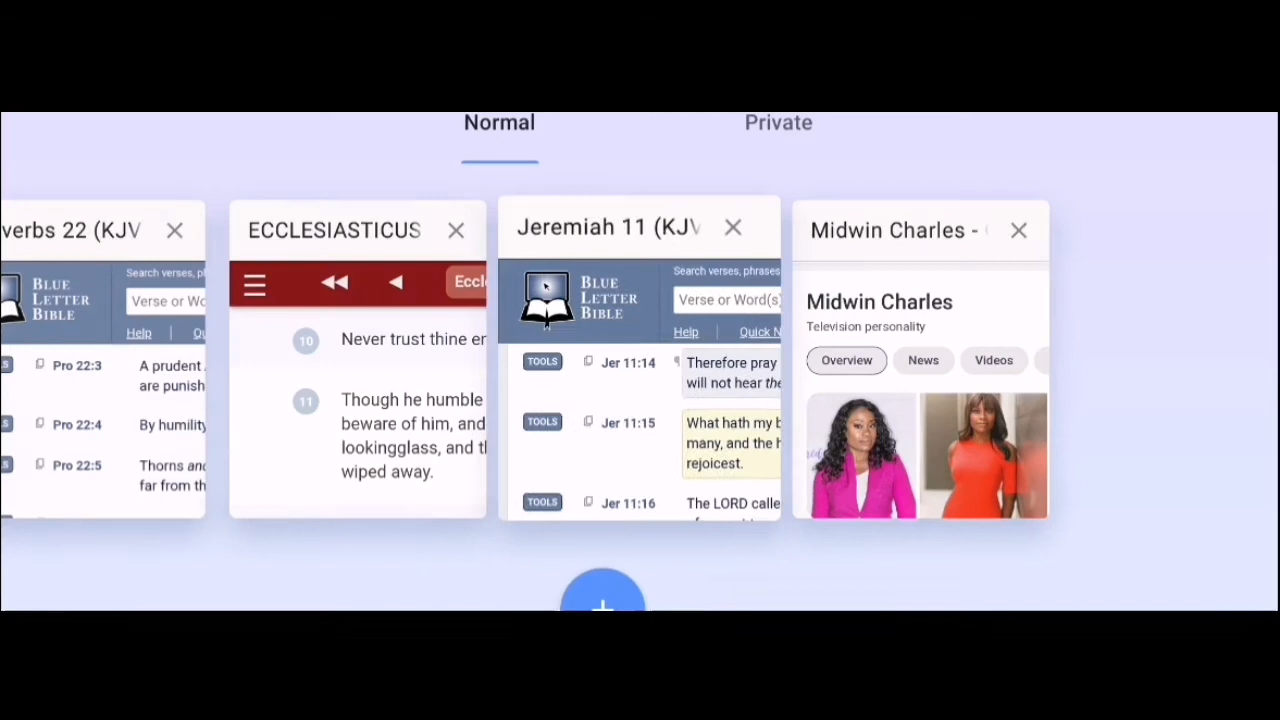 Normal
Private
verbs 22 (KJV
BLUE
LETTER
BIBLE
Search verses, ph
Verse or Wo
Help
Qu
Pro 22:3
A prudent
are punish
Pro 22:4
By humility
Pro 22:5
Thorns and
far from th
ECCLESIASTICUS
Eccle
10
Never trust thine en
11
Though he humble
beware of him, and
lookingglass, and th
wiped away.
Jeremiah 11 (KJV
BLUE
LETTER
BIBLE
Search verses, phrases
Verse or Word(s)
Help
Quick N
TOOLS
Jer 11:14
¶
Therefore pray
will not hear the
TOOLS
Jer 11:15
What hath my b
many, and the h
rejoicest.
TOOLS
Jer 11:16
The LORD calle
Midwin Charles -
Midwin Charles
Television personality
Overview
News
Videos